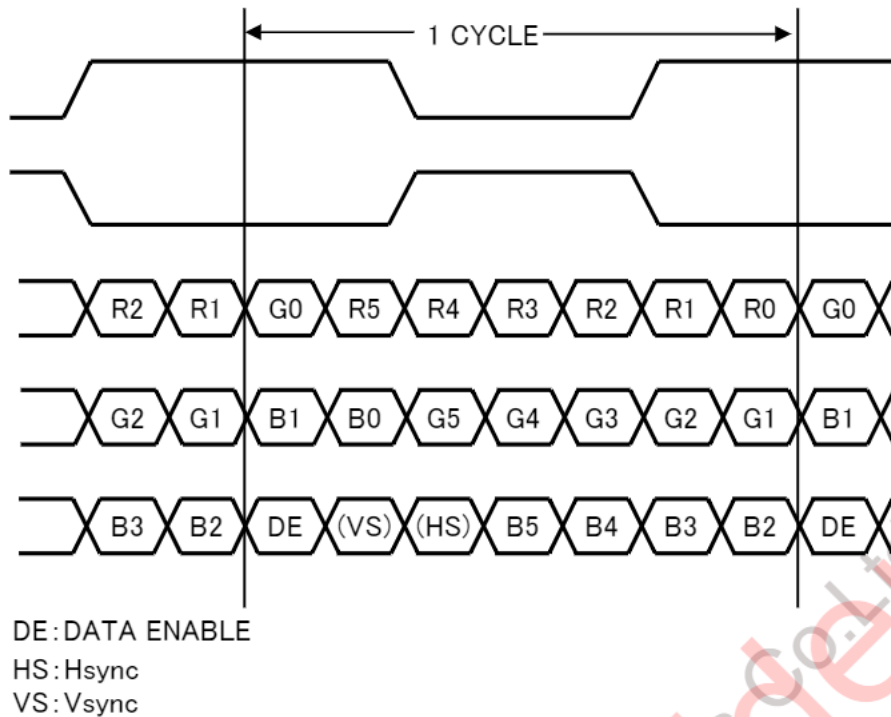 1 CYCLE
R2 R1 G0 R5 R4 R3 R2 R1 R0 G0
G2 G1 B1 B0 G5 G4 G3 G2 G1 B1
B3 B2 DE (VS) (HS) B5 B4 B3 B2 DE
DE:DATA ENABLE
HS:Hsync
VS:Vsync